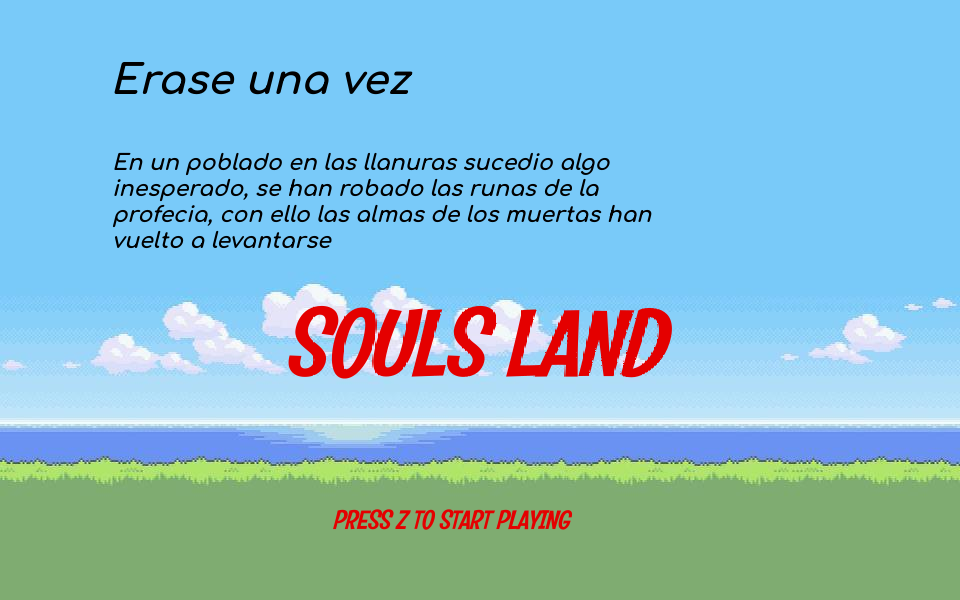 Erase una vez
En un poblado en las llanuras sucedio algo
inesperado, se han robado las runas de la
profecia, con ello las almas de los muertas han
vuelto a levantarse
SOULS LAND
PRESS Z TO START PLAYING